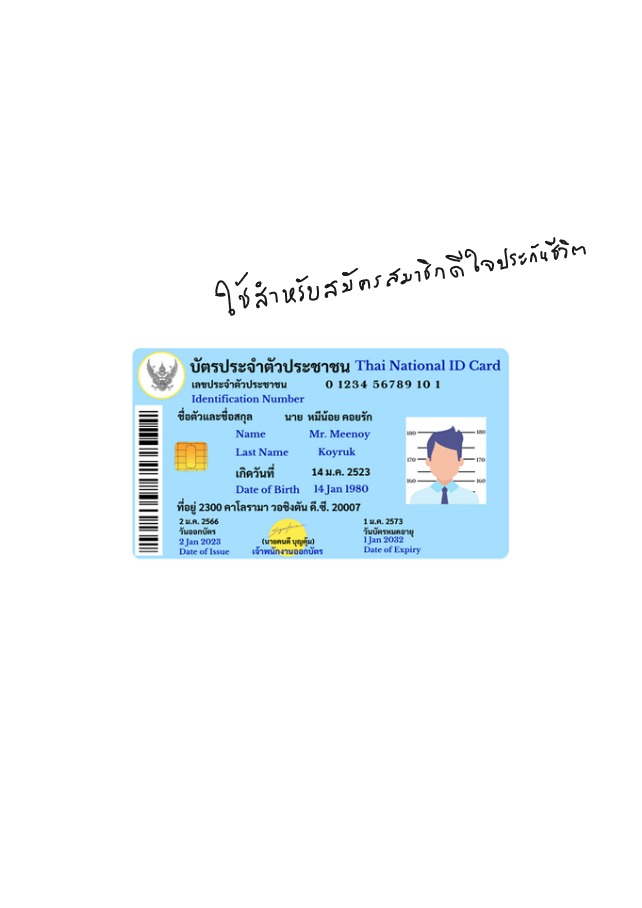 ใช้สำหรับสมัครสมาชิกดีใจประกันชีวิต
บัตรประจำตัวประชาชน Thai National ID Card
เลขประจำตัวประชาชน 0 1234 56789 10 1
Identification Number
ชื่อตัวและชื่อสกุล นาย หมีน้อย คอยรัก
Name Mr. Meenoy
Last Name Koyruk
เกิดวันที่ 14 ม.ค. 2523
Date of Birth 14 Jan 1980
ที่อยู่ 2300 คาโลรามา วอชิงตัน ดี.ซี. 20007
180 180
170 170
160 160
2 ม.ค. 2566 1 ม.ค. 2573
วันออกบัตร วันบัตรหมดอายุ
2 Jan 2023 (นายคนดี บุญคุ้ม) 1 Jan 2032
Date of Issue เจ้าพนักงานออกบัตร Date of Expiry